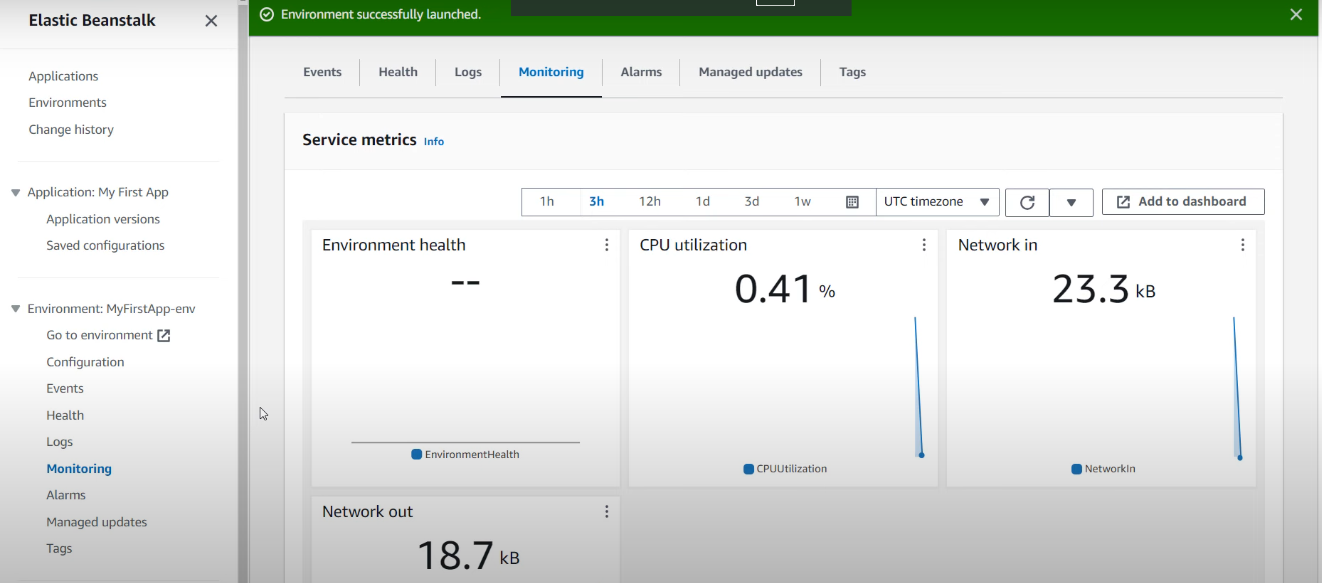 Elastic Beanstalk
Environment successfully launched.
Applications
Environments
Change history
Application: My First App
Application versions
Saved configurations
Environment: MyFirstApp-env
Go to environment
Configuration
Events
Health
Logs
Monitoring
Alarms
Managed updates
Tags
Events Health Logs Monitoring Alarms Managed updates Tags
Service metrics Info
1h 3h 12h 1d 3d 1w UTC timezone Add to dashboard
Environment health
--
EnvironmentHealth
CPU utilization
0.41 %
CPUUtilization
Network in
23.3 kB
NetworkIn
Network out
18.7 kB